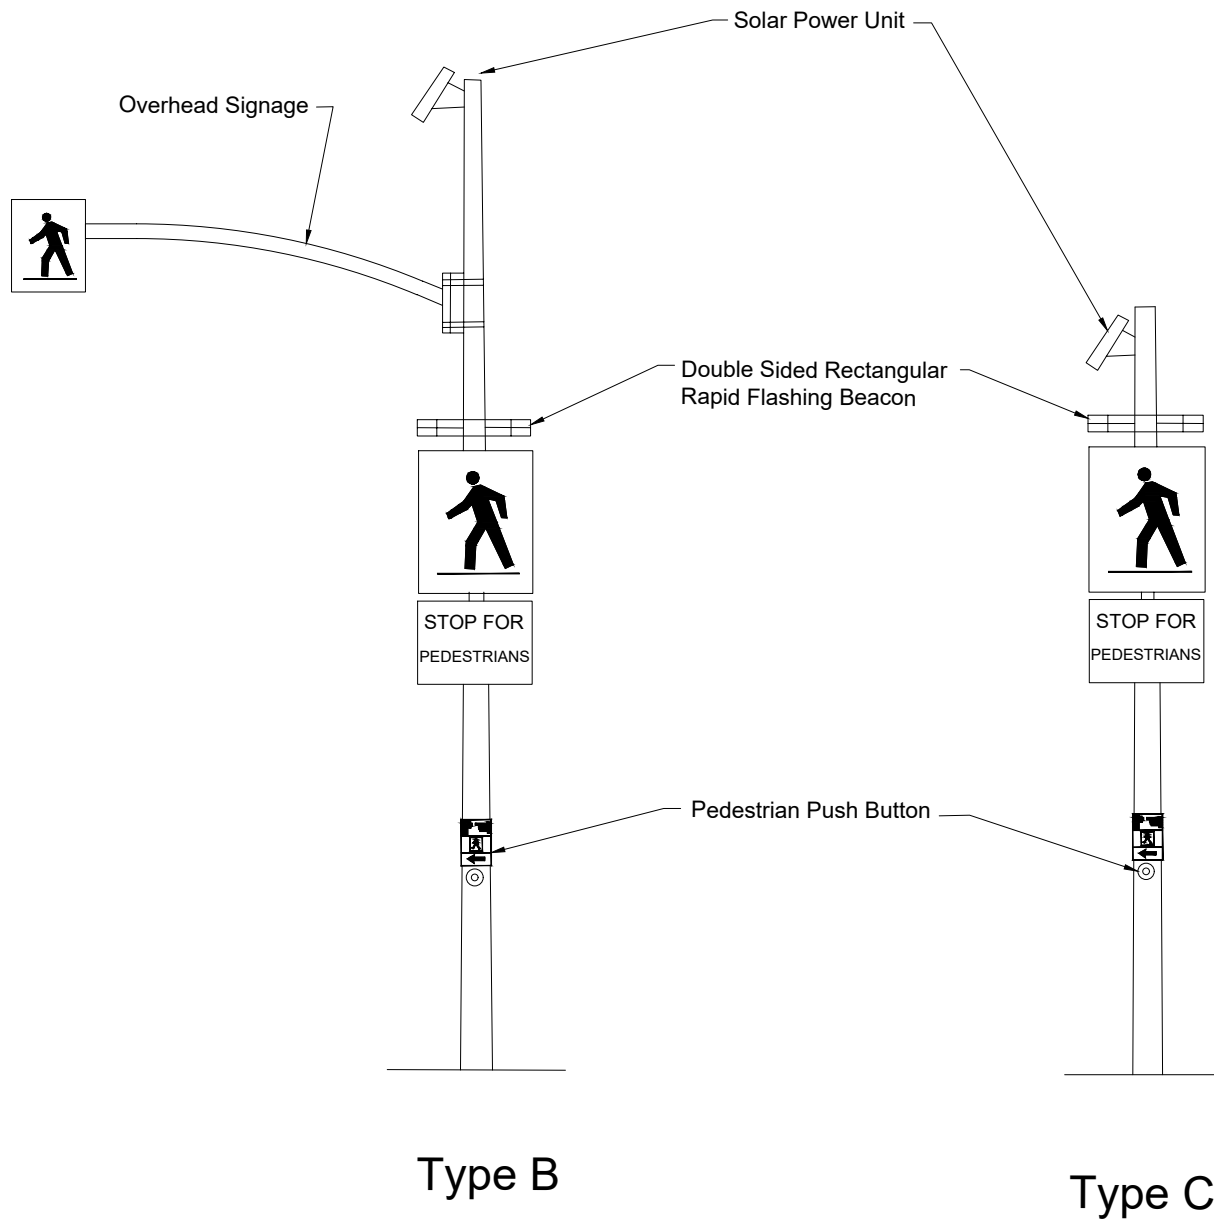 Solar Power Unit
Overhead Signage
Double Sided Rectangular
Rapid Flashing Beacon
STOP FOR
PEDESTRIANS
STOP FOR
PEDESTRIANS
Pedestrian Push Button
Type B
Type C